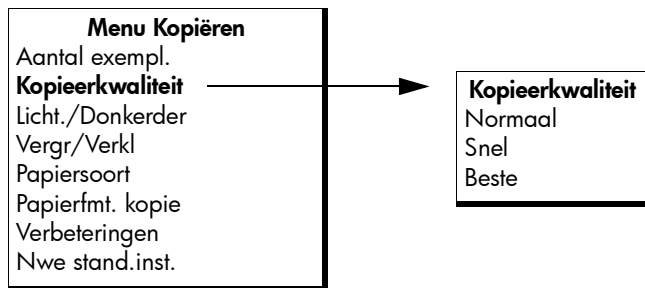 Menu Kopiëren
Aantal exempl.
Kopieerkwaliteit
Licht./Donkerder
Vergr/Verkl
Papiersoort
Papierfmt. kopie
Verbeteringen
Nwe stand.inst.
Kopieerkwaliteit
Normaal
Snel
Beste